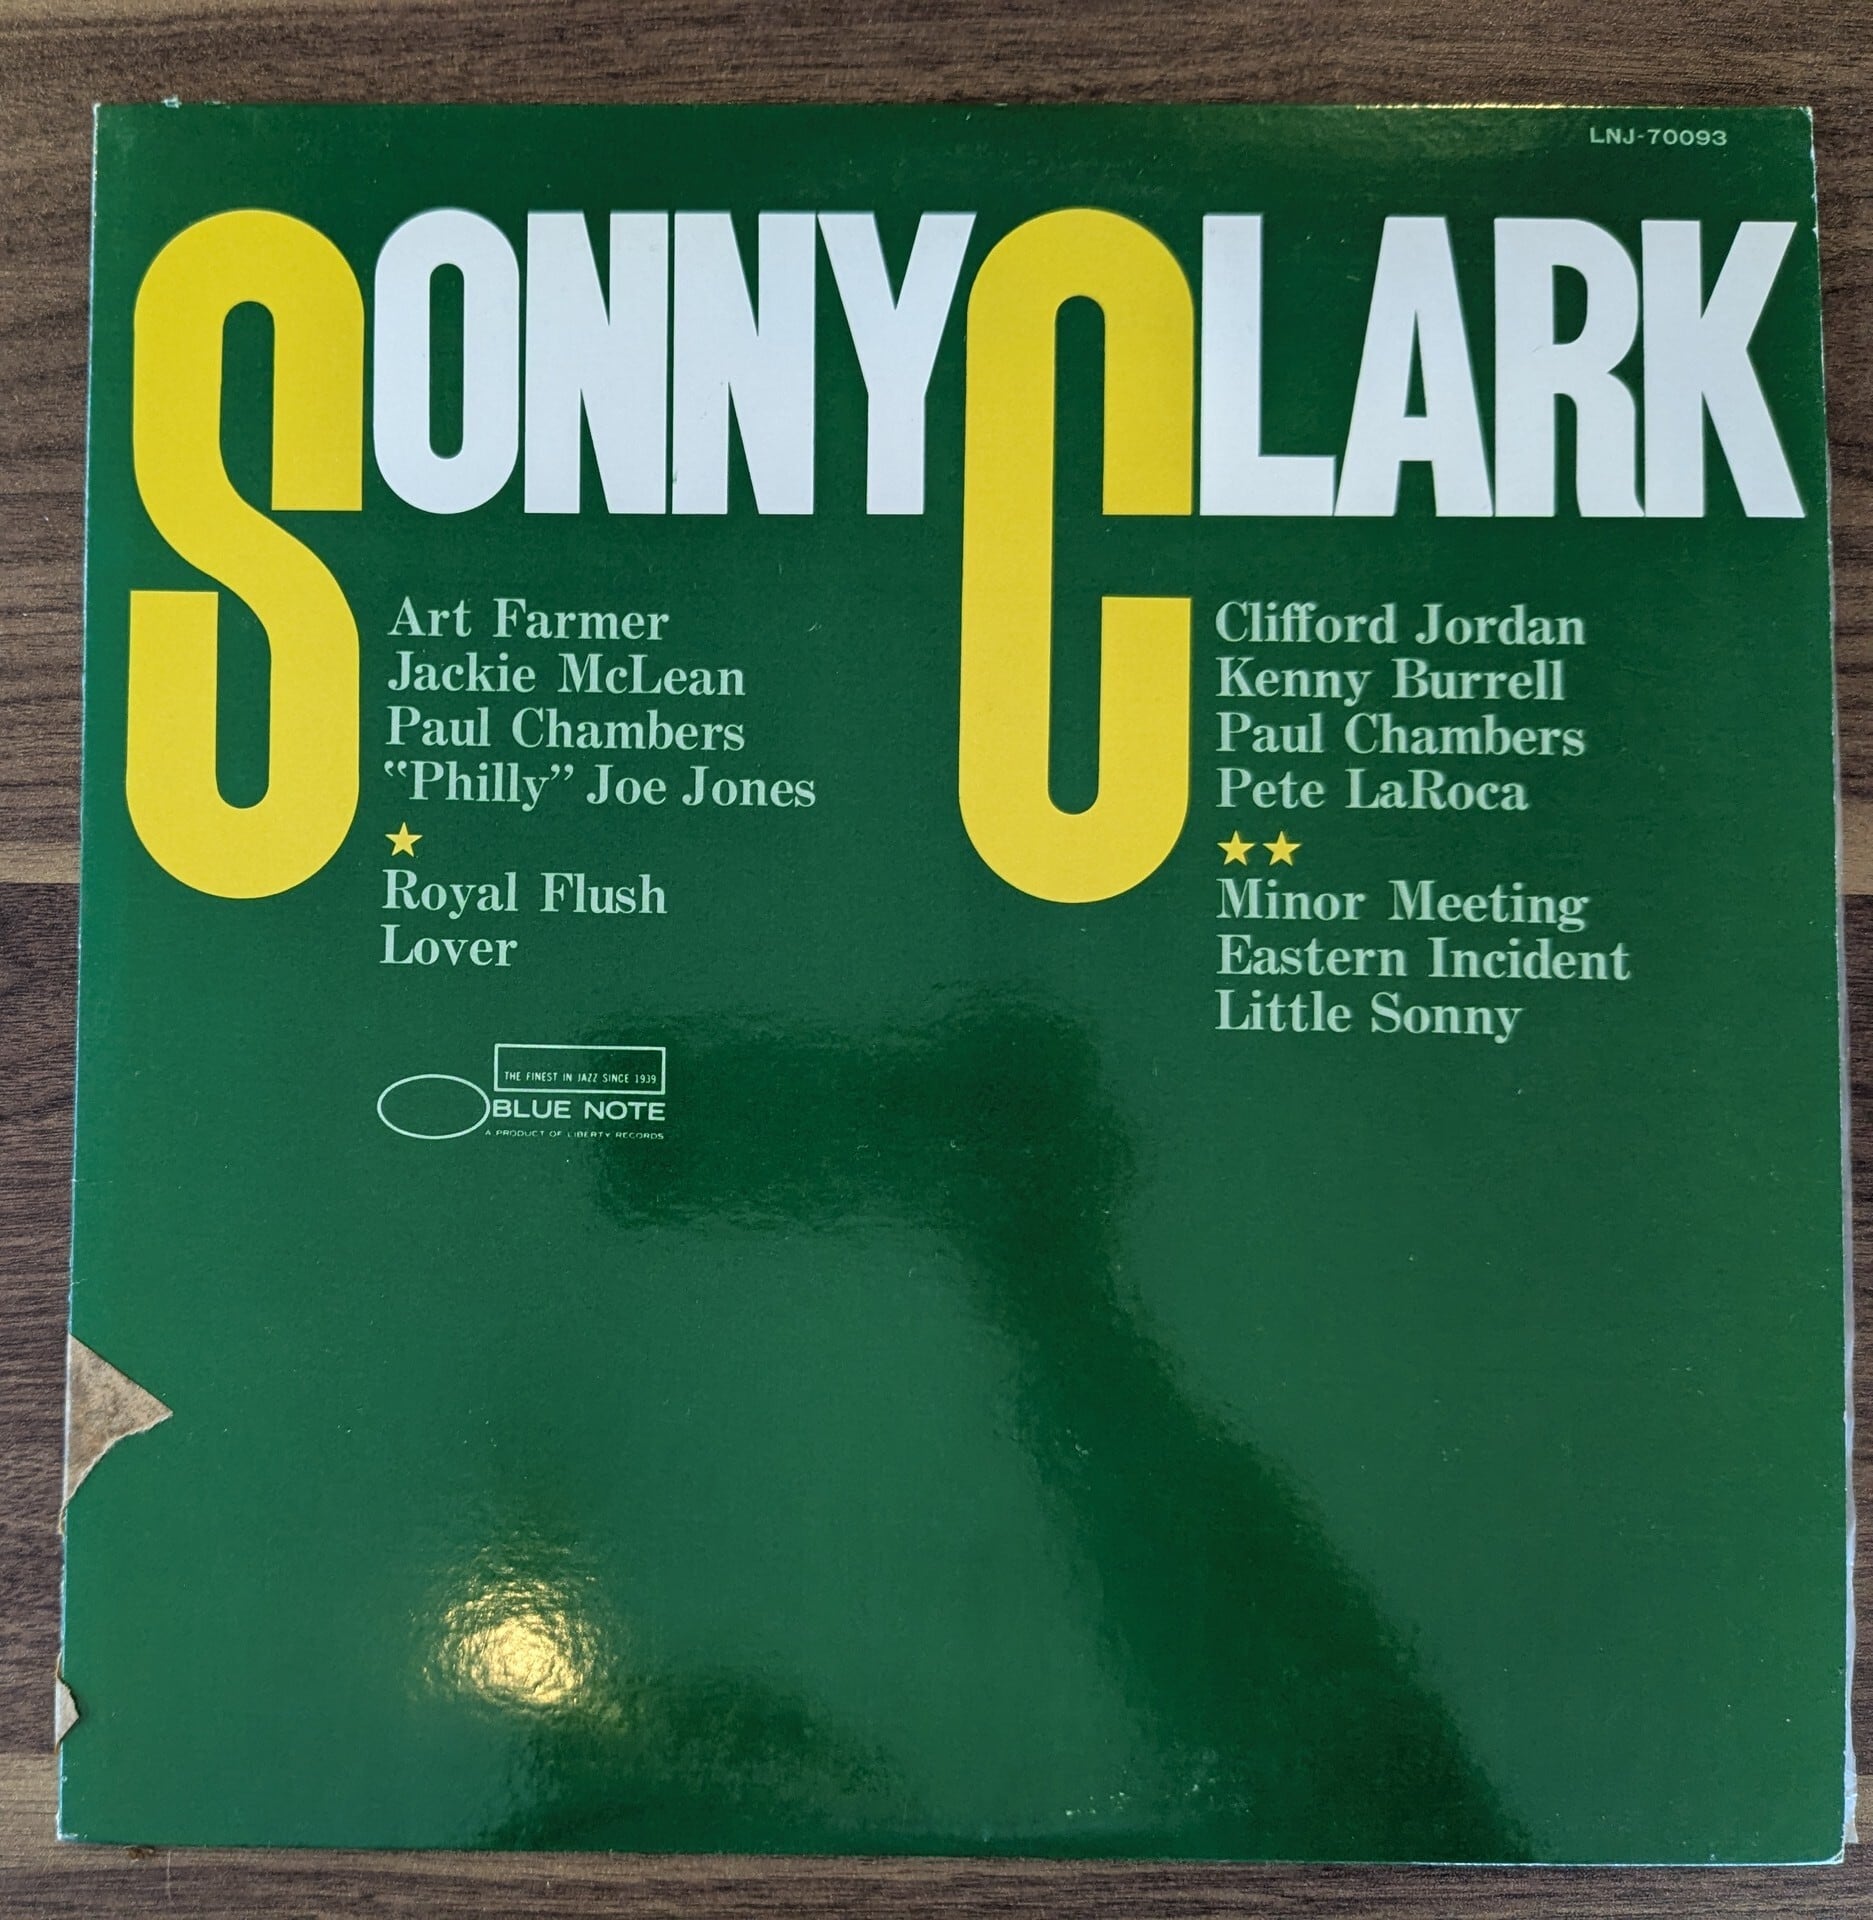 LNJ-70093
SONNY CLARK
Art Farmer
Jackie McLean
Paul Chambers
“Philly” Joe Jones
★
Royal Flush
Lover
Clifford Jordan
Kenny Burrell
Paul Chambers
Pete LaRoca
★★
Minor Meeting
Eastern Incident
Little Sonny
THE FINEST IN JAZZ SINCE 1939
BLUE NOTE
A PRODUCT OF LIBERTY RECORDS